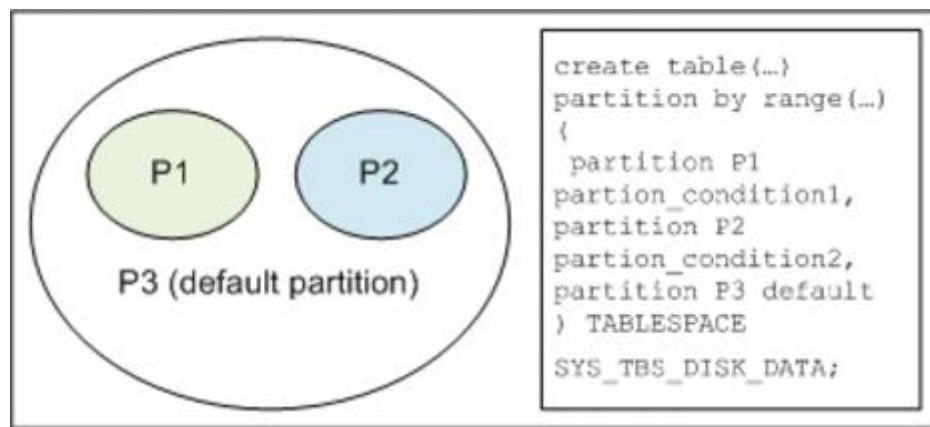 P1
P2
P3 (default partition)
create table(…)
partition by range(…)
(
partition P1
partion_condition1,
partition P2
partion_condition2,
partition P3 default
) TABLESPACE
SYS_TBS_DISK_DATA;